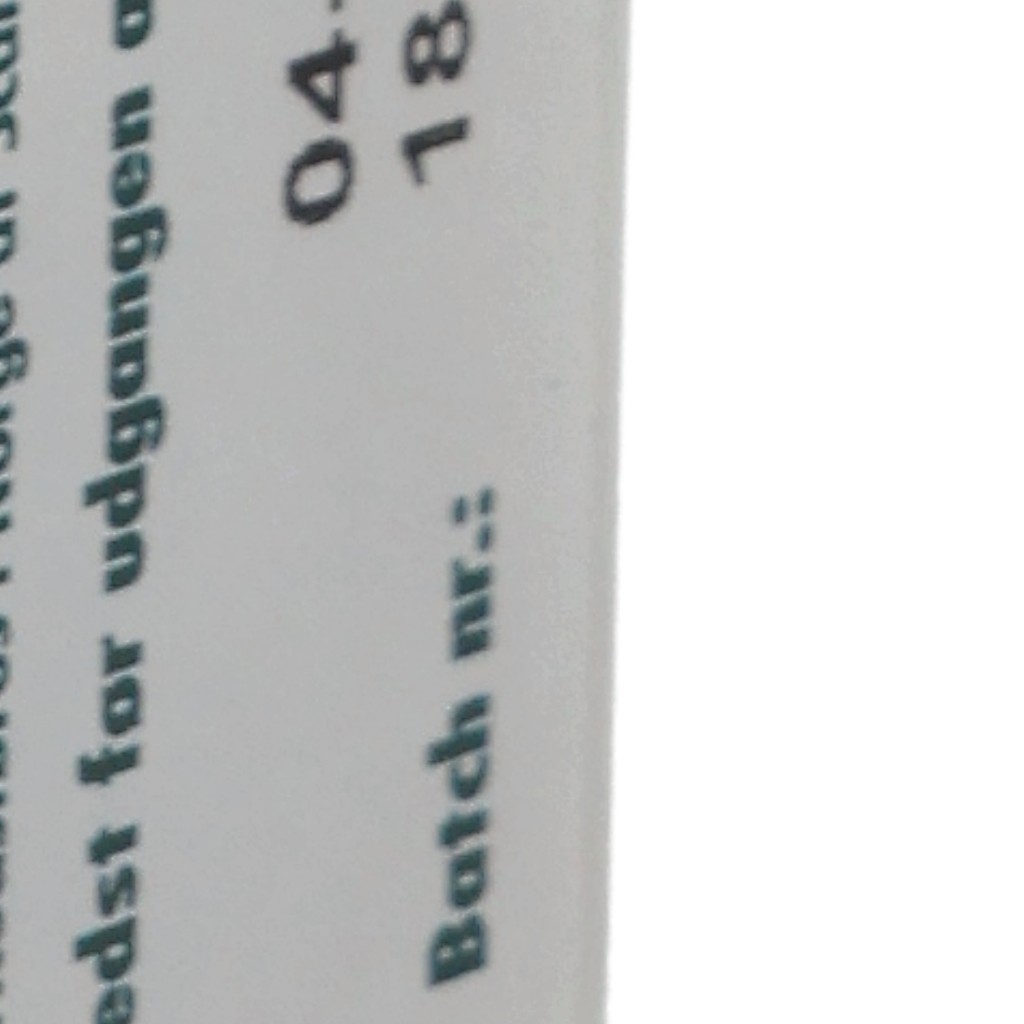 edst for udgangen a
04-
Batch nr.: 18